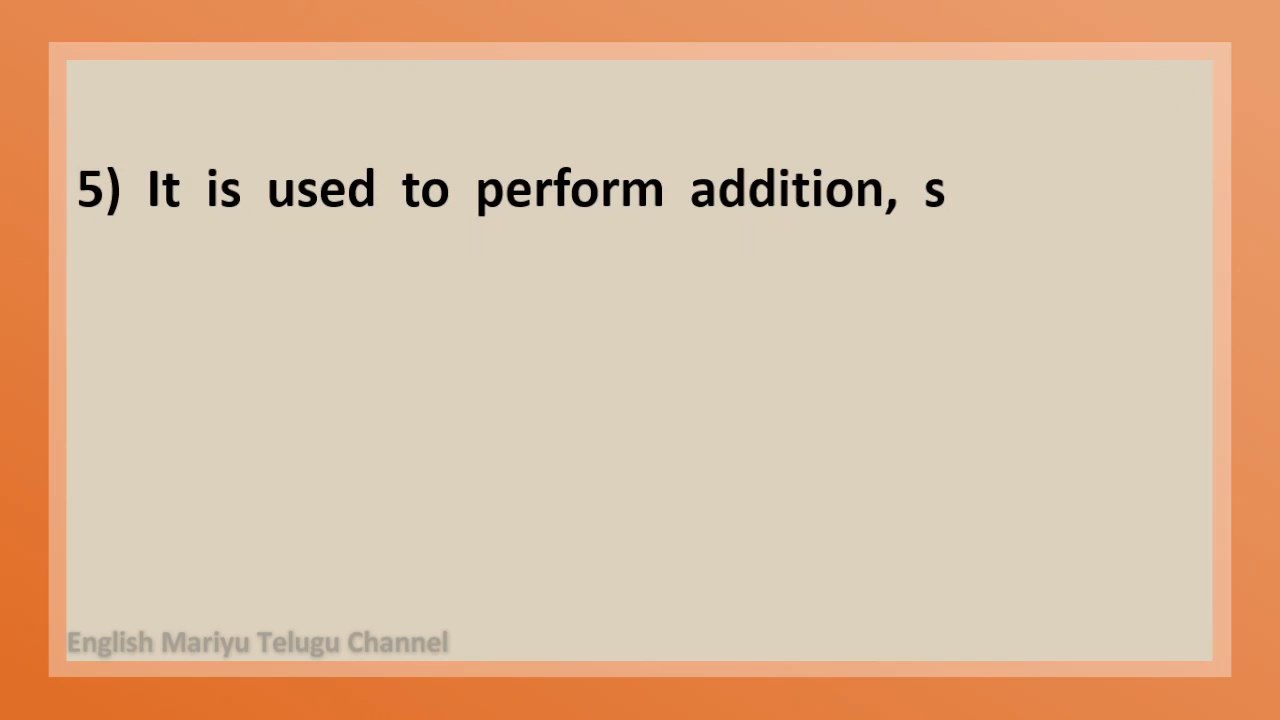 5) It is used to perform addition, s
English Mariyu Telugu Channel